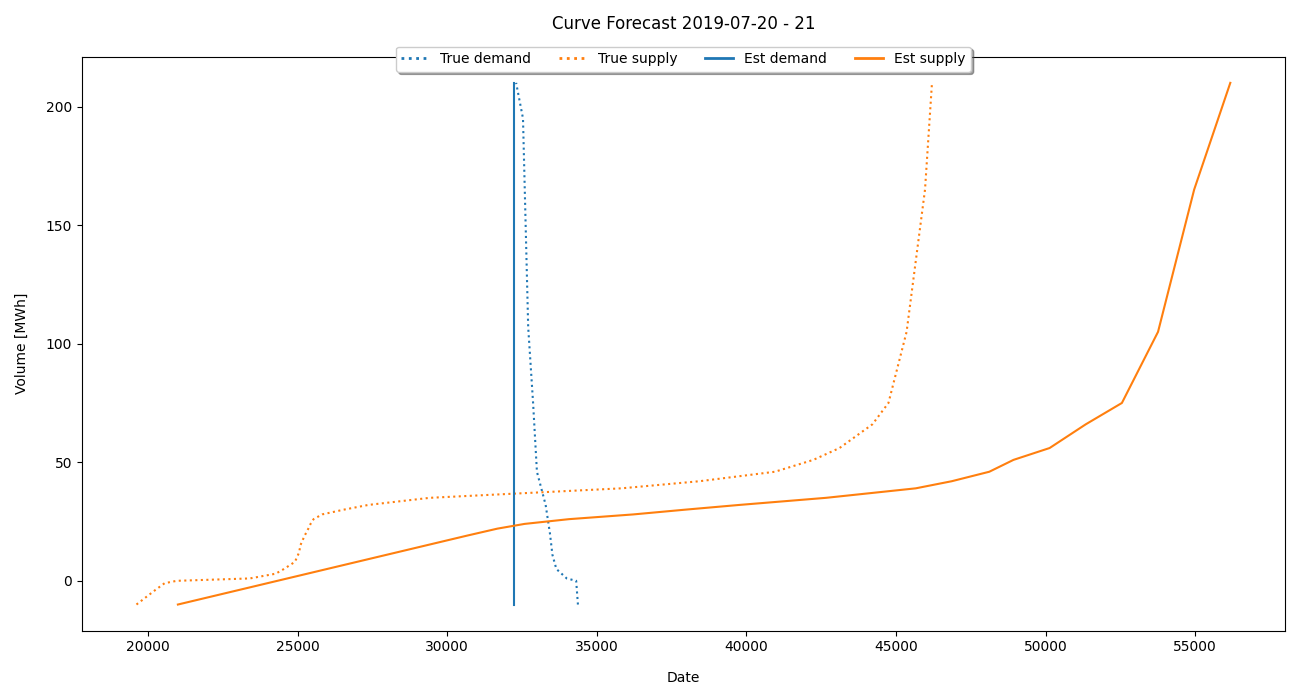 Curve Forecast 2019-07-20 - 21
True demand True supply Est demand Est supply
200
150
100
50
0
Volume [MWh]
20000 25000 30000 35000 40000 45000 50000 55000
Date